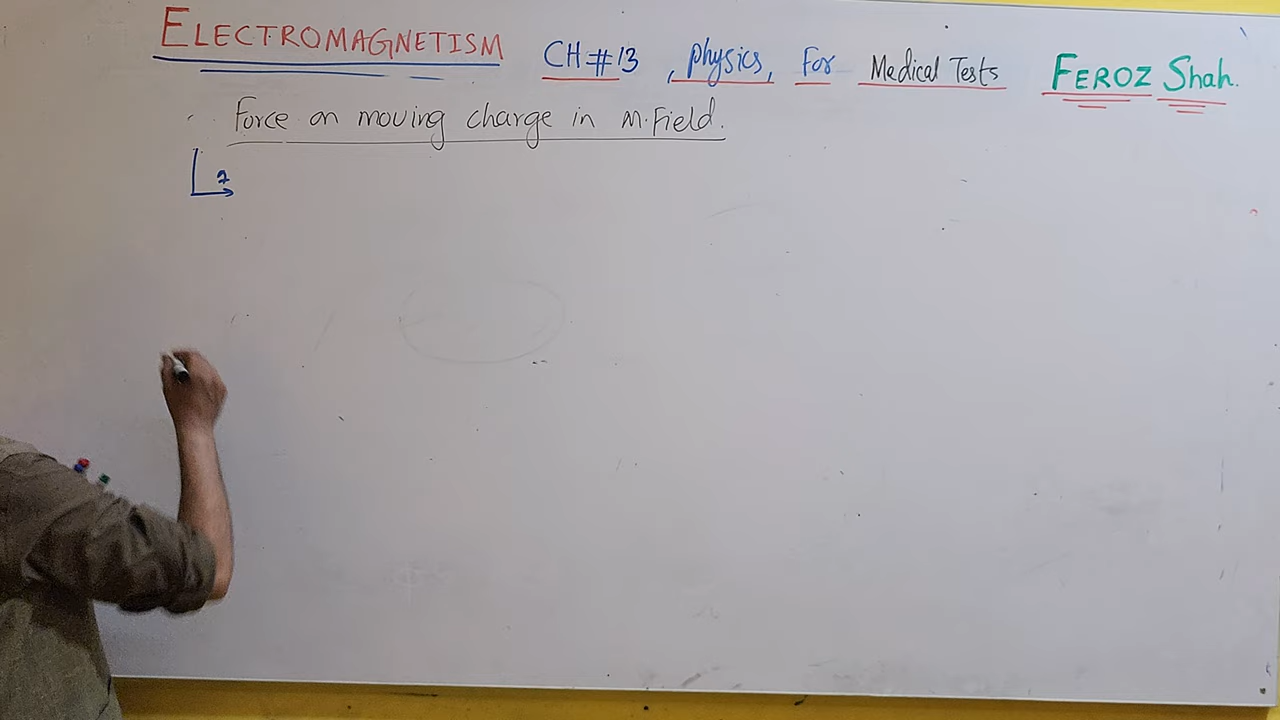 ELECTROMAGNETISM CH#13, physics, For Medical Tests FEROZ Shah.
Force on moving charge in M.Field.